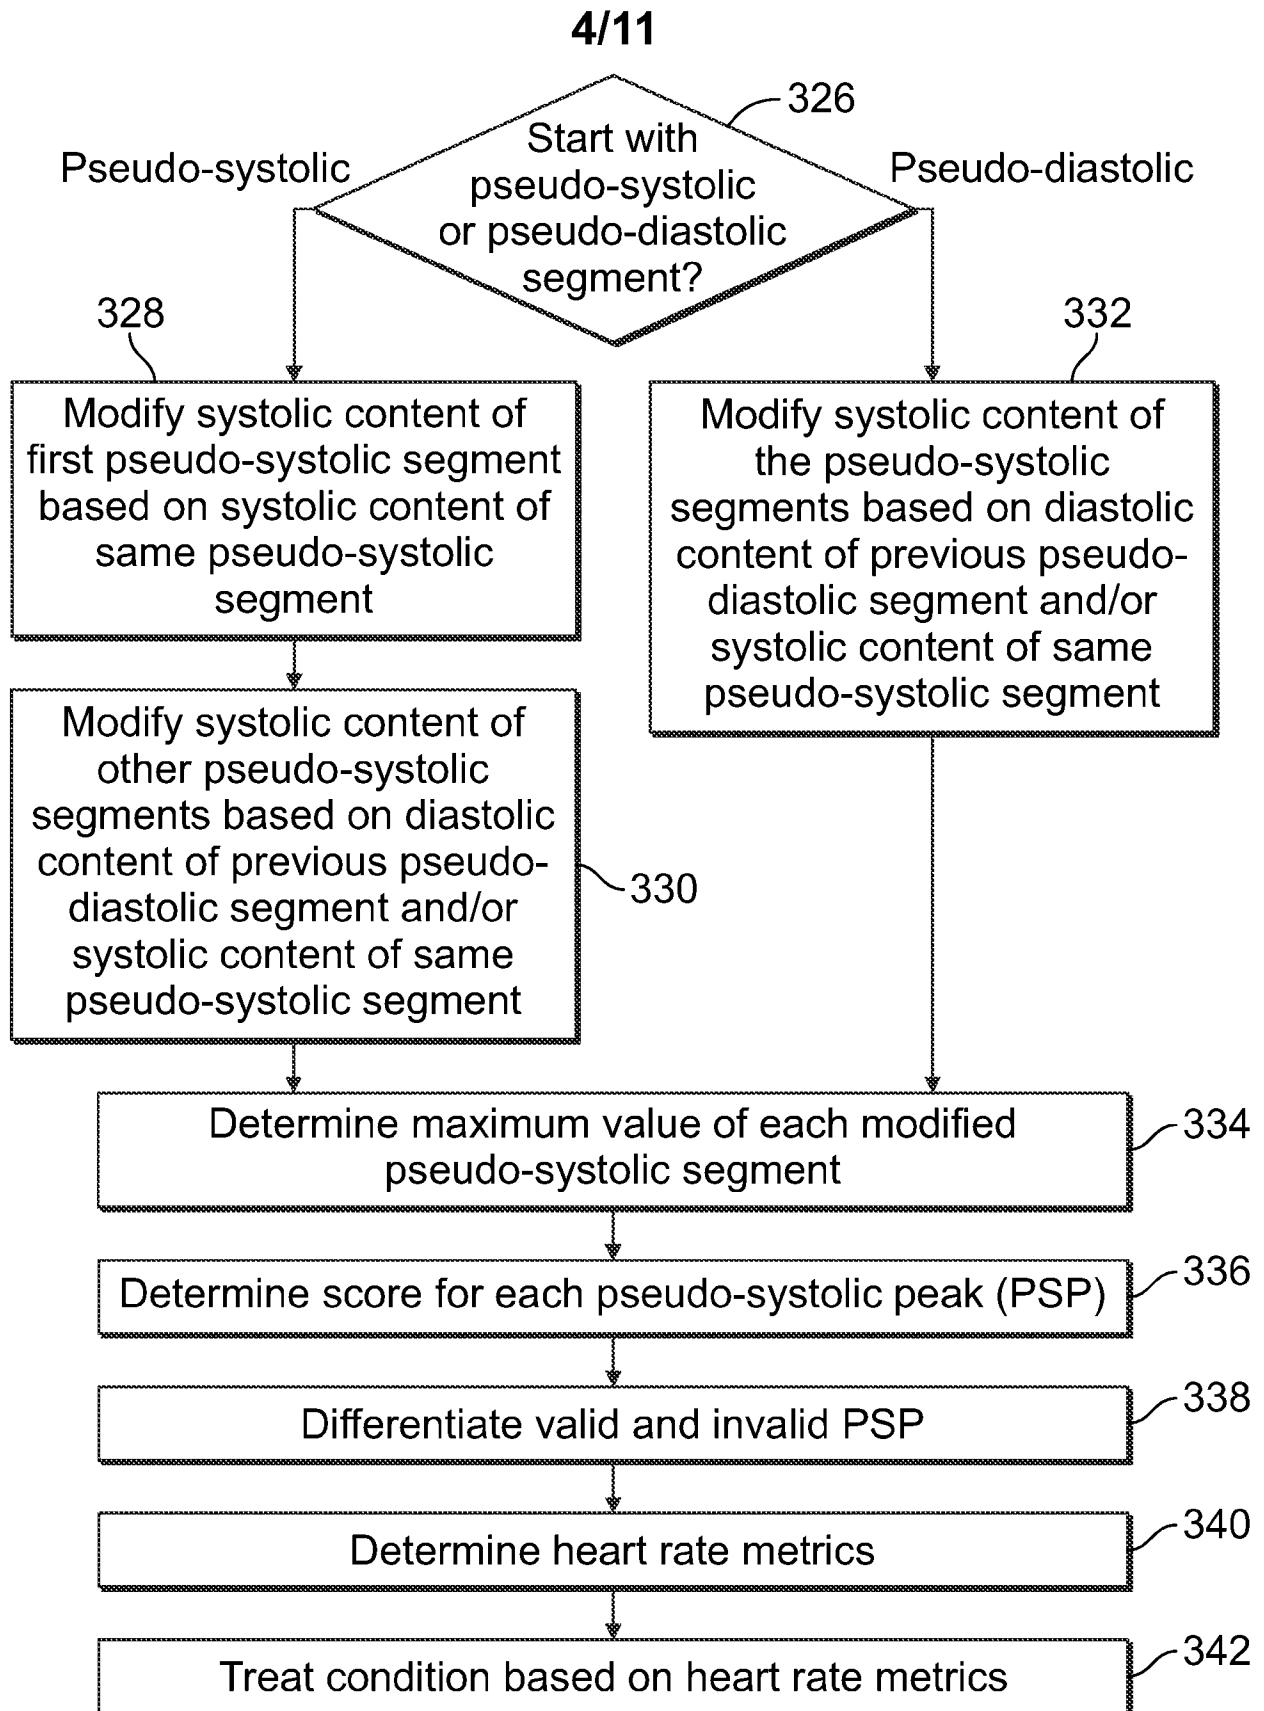 4/11
326
Start with
pseudo-systolic
or pseudo-diastolic
segment?
Pseudo-systolic
Pseudo-diastolic
328
Modify systolic content of
first pseudo-systolic segment
based on systolic content of
same pseudo-systolic
segment
332
Modify systolic content of
the pseudo-systolic
segments based on diastolic
content of previous pseudo-
diastolic segment and/or
systolic content of same
pseudo-systolic segment
Modify systolic content of
other pseudo-systolic
segments based on diastolic
content of previous pseudo-
diastolic segment and/or
systolic content of same
pseudo-systolic segment
330
Determine maximum value of each modified
pseudo-systolic segment
334
Determine score for each pseudo-systolic peak (PSP)
336
Differentiate valid and invalid PSP
338
Determine heart rate metrics
340
Treat condition based on heart rate metrics
342